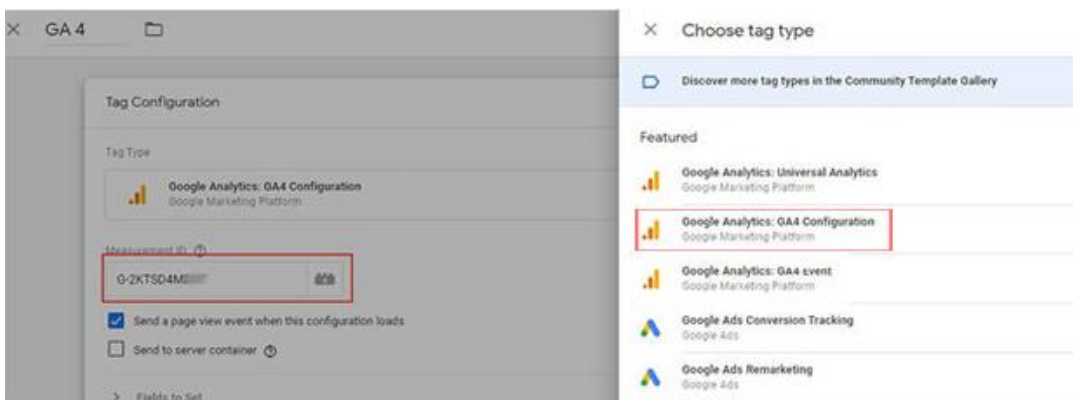 GA 4
Tag Configuration
Tag Type
Google Analytics: GA4 Configuration
Google Marketing Platform
Measurement ID
G-2KTSD4M
Send a page view event when this configuration loads
Send to server container
Fields to Set
Choose tag type
Discover more tag types in the Community Template Gallery
Featured
Google Analytics: Universal Analytics
Google Marketing Platform
Google Analytics: GA4 Configuration
Google Marketing Platform
Google Analytics: GA4 Event
Google Marketing Platform
Google Ads Conversion Tracking
Google Ads
Google Ads Remarketing
Google Ads